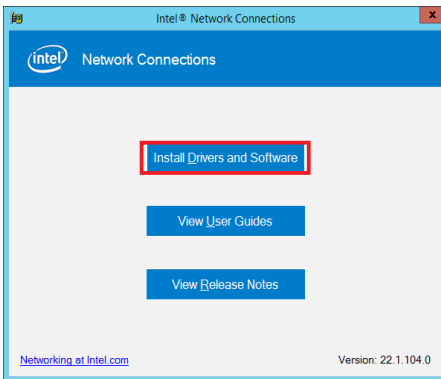 Intel® Network Connections
x
intel Network Connections
Install Drivers and Software
View User Guides
View Release Notes
Networking at Intel.com Version: 22.1.104.0